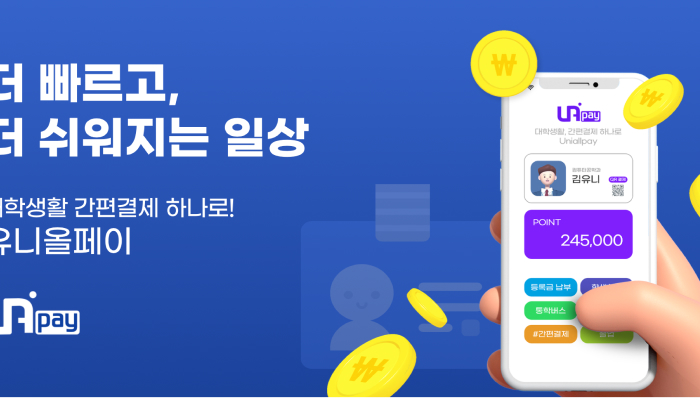 더 빠르고,
더 쉬워지는 일상
대학생활 간편결제 하나로!
유니올페이
UNIpay
UNIpay
대학생활, 간편결제 하나로
Uniallpay
김유니
POINT
245,000
등록금 납부
통학버스
#간편결제